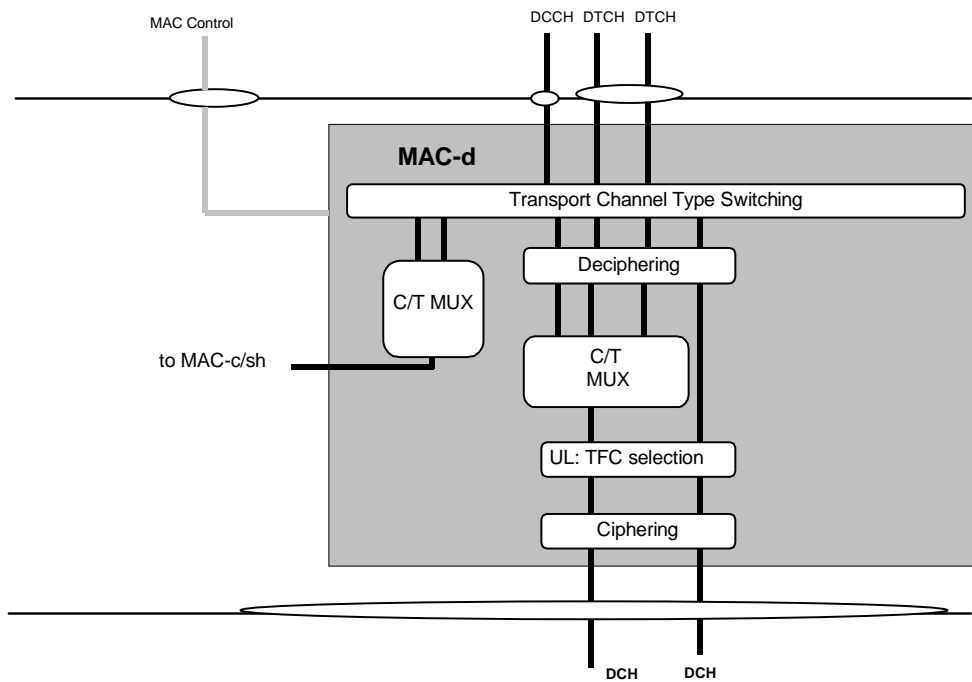 MAC Control
DCCH DTCH DTCH
MAC-d
Transport Channel Type Switching
Deciphering
C/T MUX
to MAC-c/sh
C/T
MUX
UL: TFC selection
Ciphering
DCH
DCH